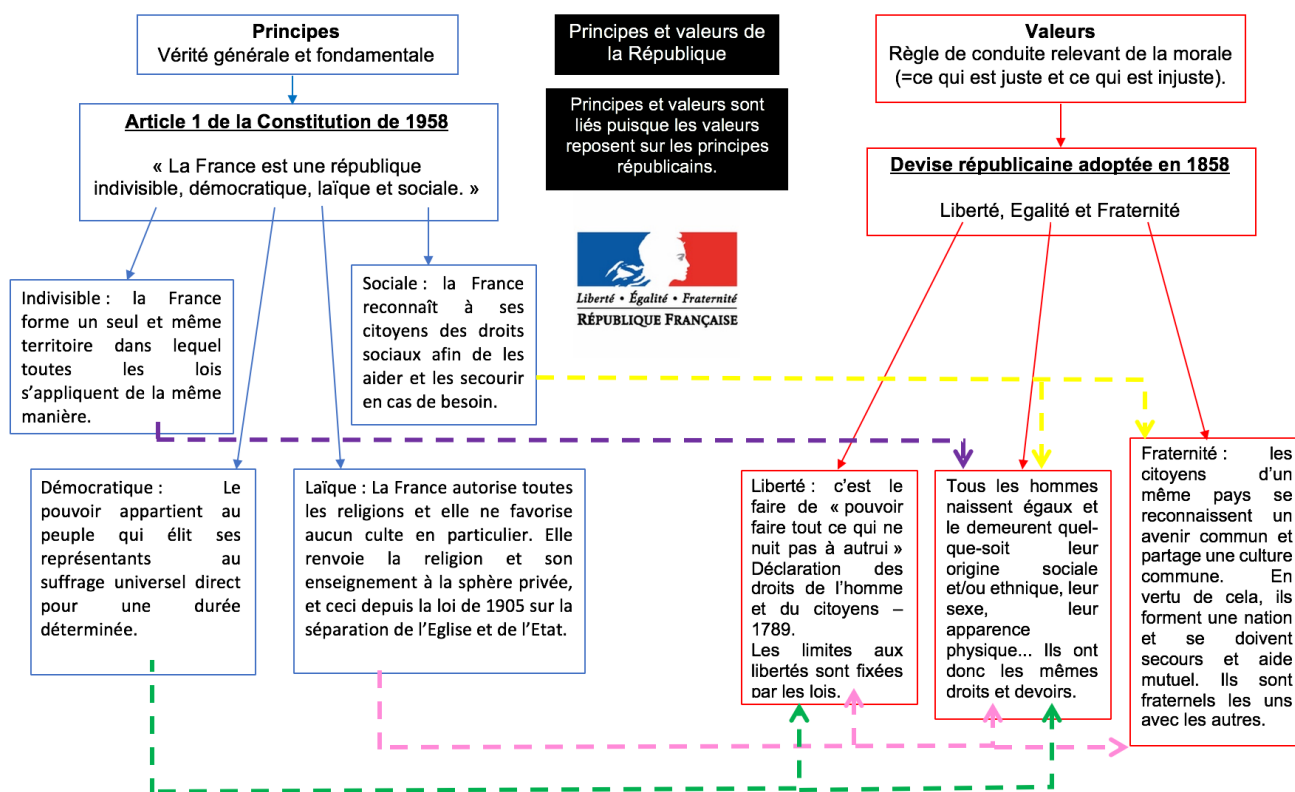 Principes
Vérité générale et fondamentale
Principes et valeurs de
la République
Valeurs
Règle de conduite relevant de la morale
(=ce qui est juste et ce qui est injuste).
Article 1 de la Constitution de 1958
« La France est une république
indivisible, démocratique, laïque et sociale. »
Principes et valeurs sont
liés puisque les valeurs
reposent sur les principes
républicains.
Devise républicaine adoptée en 1858
Liberté, Egalité et Fraternité
Liberté • Égalité • Fraternité
RÉPUBLIQUE FRANÇAISE
Indivisible : la France
forme un seul et même
territoire dans lequel
toutes les lois
s’appliquent de la même
manière.
Sociale : la France
reconnaît à ses
citoyens des droits
sociaux afin de les
aider et les secourir
en cas de besoin.
Démocratique : Le
pouvoir appartient au
peuple qui élit ses
représentants au
suffrage universel direct
pour une durée
déterminée.
Laïque : La France autorise toutes
les religions et elle ne favorise
aucun culte en particulier. Elle
renvoie la religion et son
enseignement à la sphère privée,
et ceci depuis la loi de 1905 sur la
séparation de l’Eglise et de l’Etat.
Liberté : c’est le
faire de « pouvoir
faire tout ce qui ne
nuit pas à autrui »
Déclaration des
droits de l’homme
et du citoyens –
1789.
Les limites aux
libertés sont fixées
par les lois.
Tous les hommes
naissent égaux et
le demeurent quel-
que-soit leur
origine sociale
et/ou ethnique, leur
sexe, leur
apparence
physique... Ils ont
donc les mêmes
droits et devoirs.
Fraternité : les
citoyens d’un
même pays se
reconnaissent un
avenir commun et
partage une culture
commune. En
vertu de cela, ils
forment une nation
et se doivent
secours et aide
mutuel. Ils sont
fraternels les uns
avec les autres.